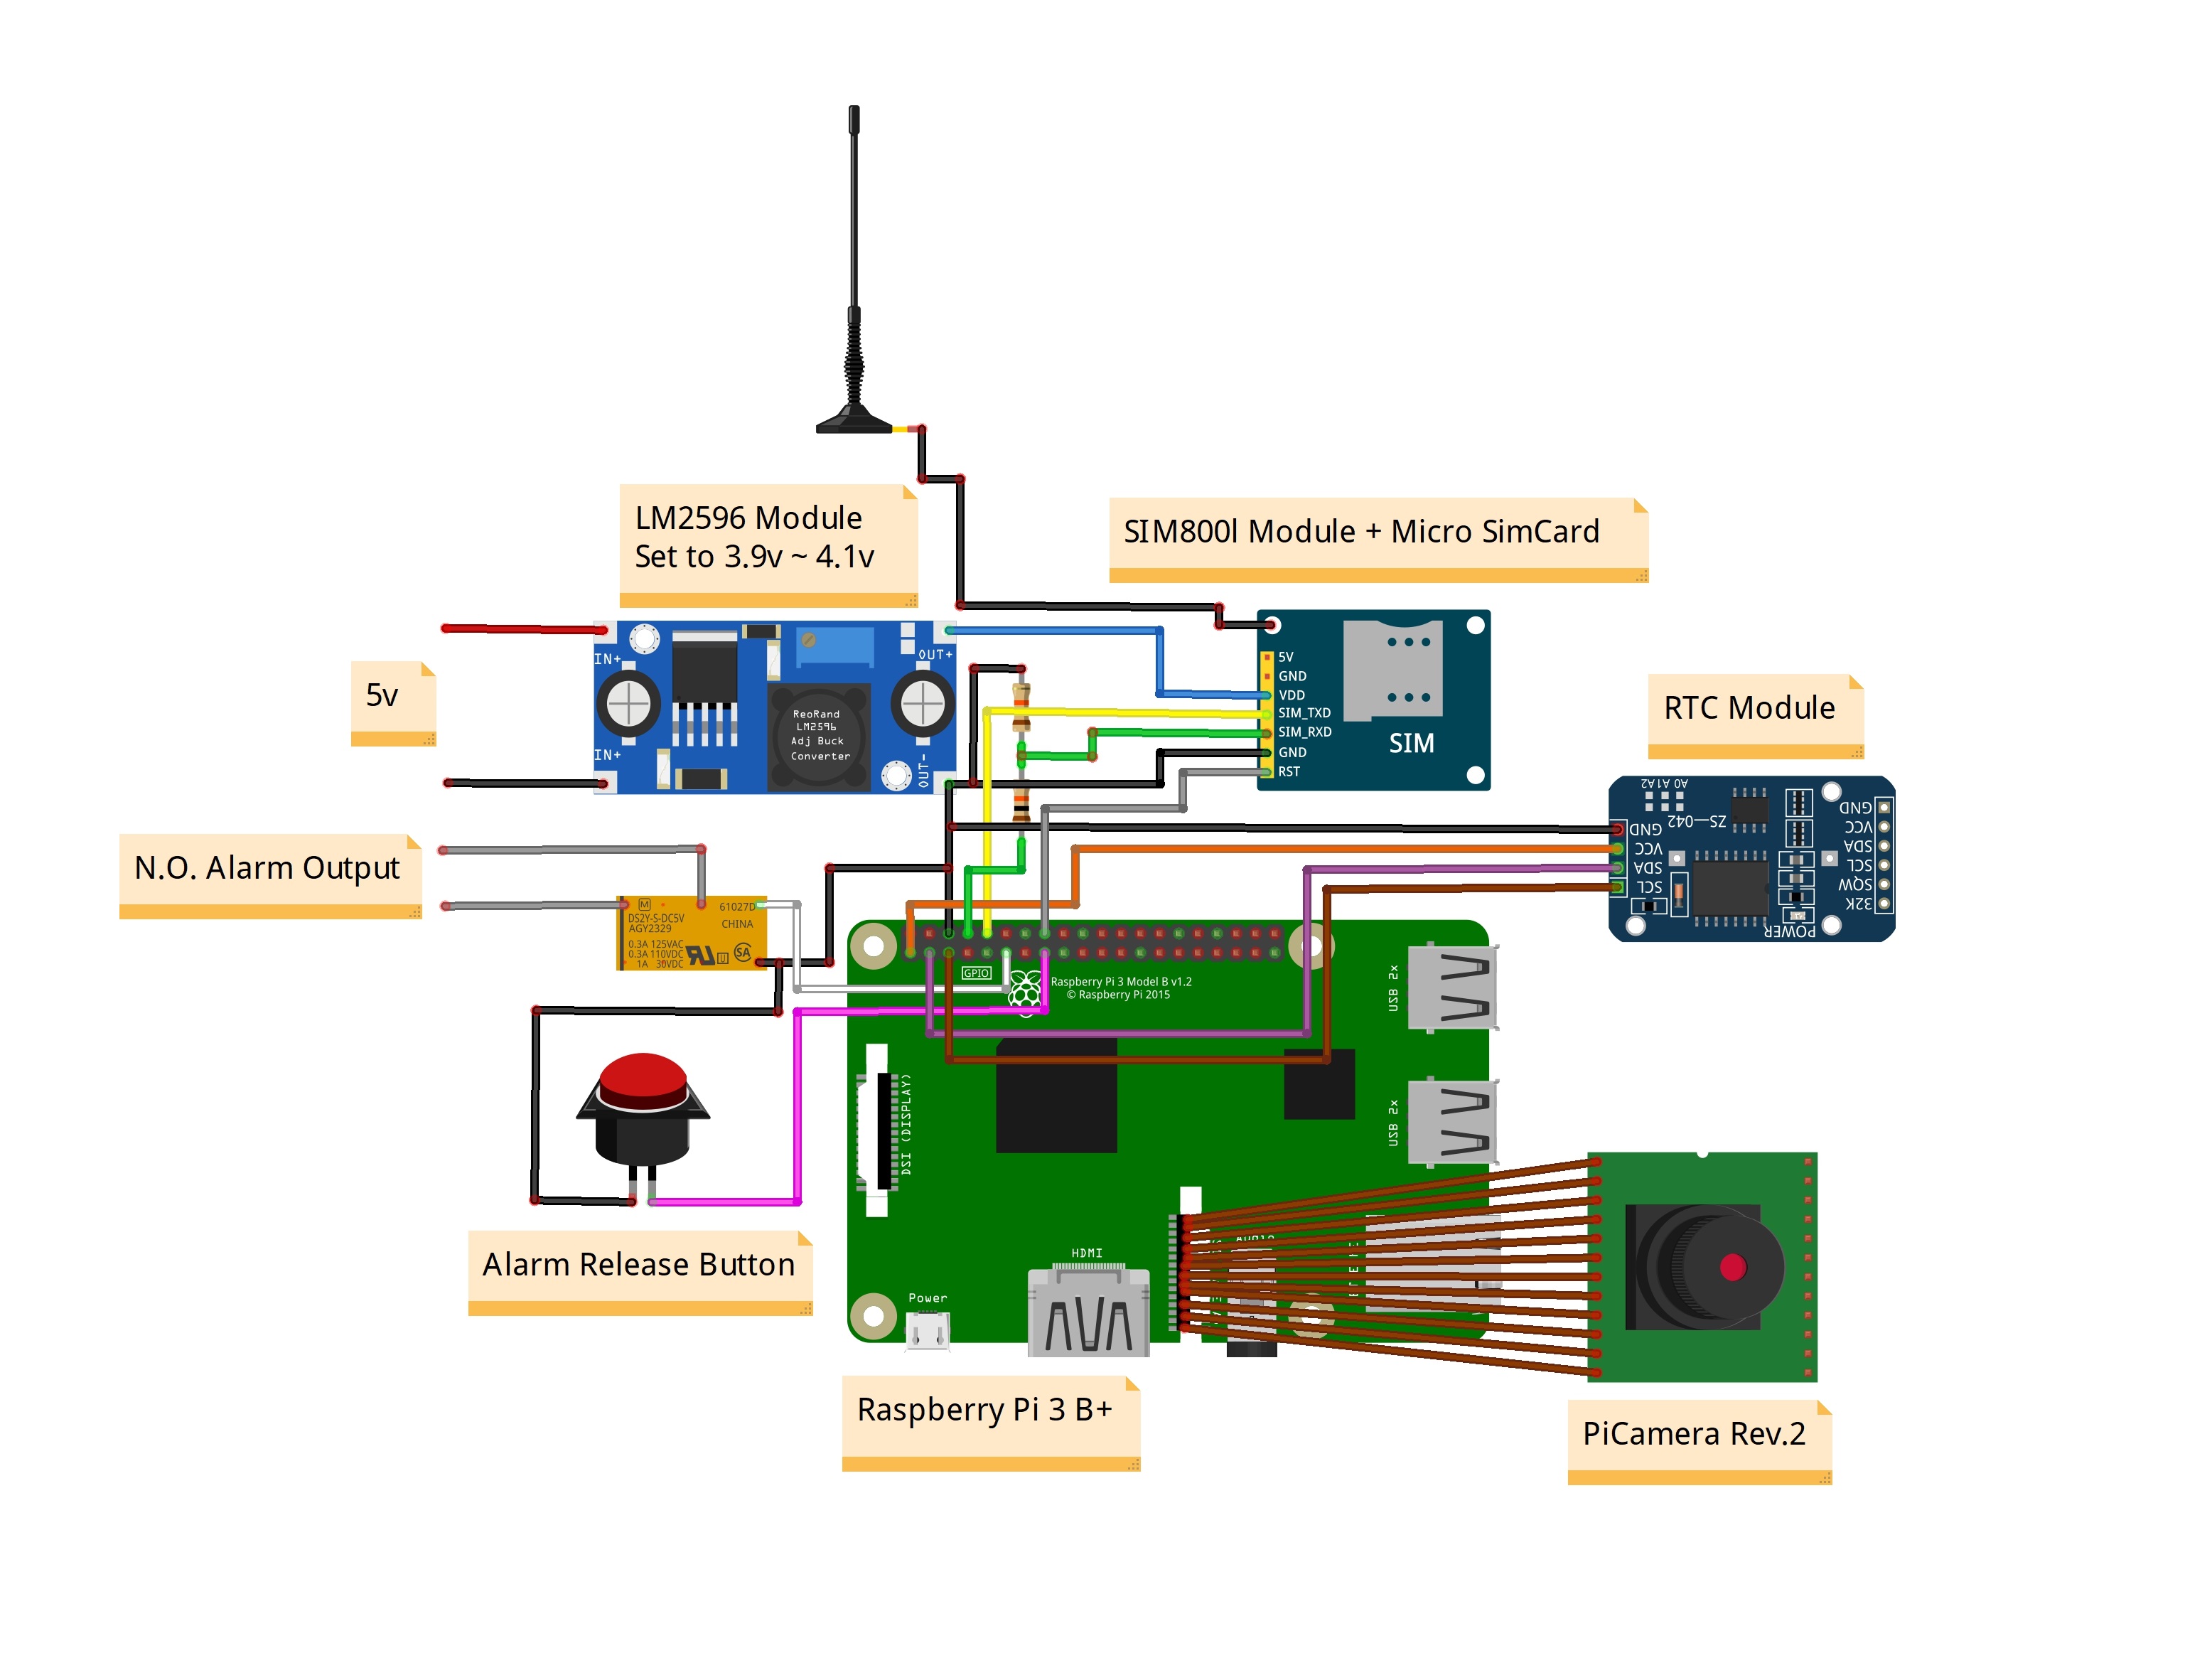 LM2596 Module
Set to 3.9v ~ 4.1v
SIM800l Module + Micro SimCard
5v
IN+
OUT+
ReoRand
LM2596
Adj Buck
Converter
IN+
OUT-
5V
GND
VDD
SIM_TXD
SIM_RXD
GND
RST
SIM
RTC Module
A0 A1A2
ZS-042
GND
VCC
SDA
SCL
GND
VCC
SDA
SCL
SQW
32K
POWER
N.O. Alarm Output
M
61027D
DS2Y-S-DC5V
AGY2329
CHINA
0.3A 125VAC
0.3A 110VDC
1A 30VDC
GPIO
Raspberry Pi 3 Model B v1.2
© Raspberry Pi 2015
USB 2x
USB 2x
DSI (DISPLAY)
HDMI
Audio
Power
Alarm Release Button
Raspberry Pi 3 B+
PiCamera Rev.2